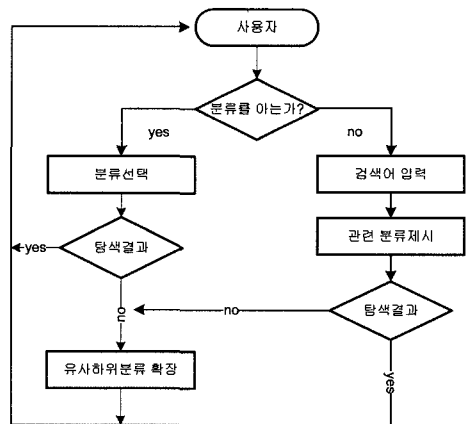 사용자
분류를 아는가?
yes
no
분류선택
검색어 입력
관련 분류제시
yes
탐색결과
탐색결과
no
no
유사하위분류 확장
yes